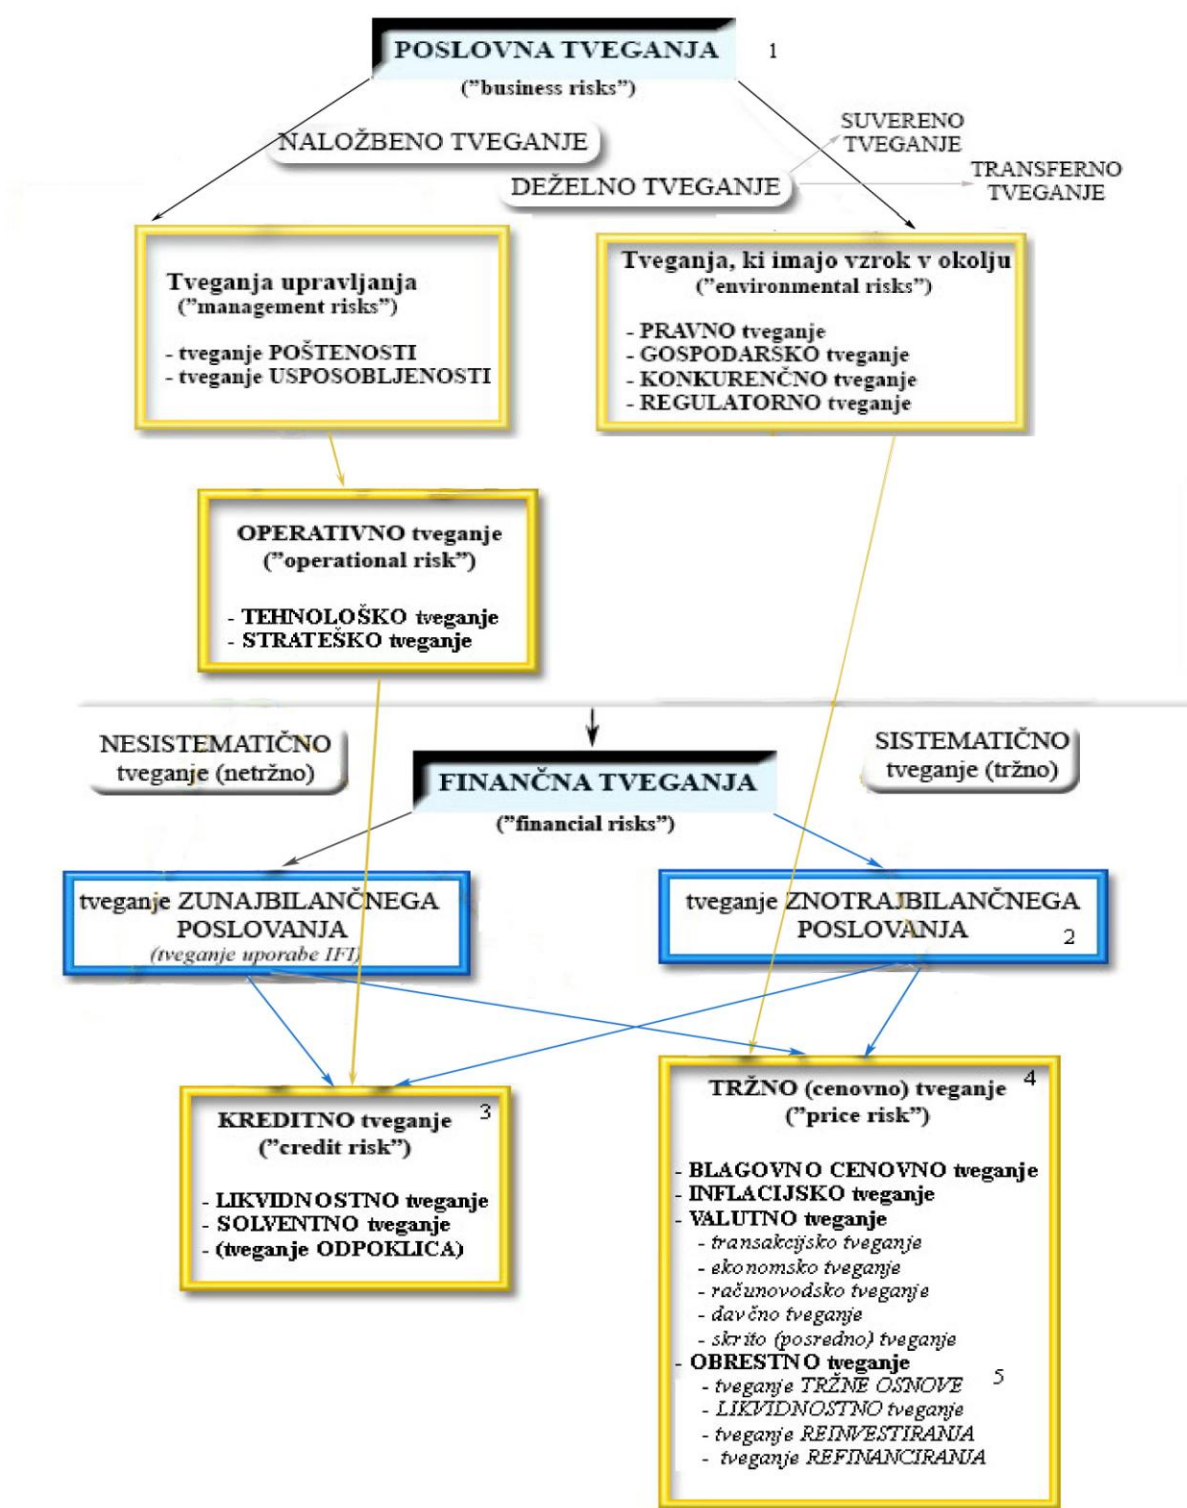 POSLOVNA TVEGANJA 1
("business risks")
NALOŽBENO TVEGANJE
SUVERENO
TVEGANJE
DEŽELNO TVEGANJE
TRANSFERNO
TVEGANJE
Tveganja upravljanja
("management risks")
- tveganje POŠTENOSTI
- tveganje USPOSOBLJENOSTI
Tveganja, ki imajo vzrok v okolju
("environmental risks")
- PRAVNO tveganje
- GOSPODARSKO tveganje
- KONKURENČNO tveganje
- REGULATORNO tveganje
OPERATIVNO tveganje
("operational risk")
- TEHNOLOŠKO tveganje
- STRATEŠKO tveganje
NESISTEMATIČNO
tveganje (netržno)
SISTEMATIČNO
tveganje (tržno)
FINANČNA TVEGANJA
("financial risks")
tveganje ZUNAJBILANČNEGA
POSLOVANJA
(tveganje uporabe IFI)
tveganje ZNOTRAJBILANČNEGA
POSLOVANJA 2
KREDITNO tveganje 3
("credit risk")
- LIKVIDNOSTNO tveganje
- SOLVENTNO tveganje
- (tveganje ODPOKLICA)
TRŽNO (cenovno) tveganje 4
("price risk")
- BLAGOVNO CENOVNO tveganje
- INFLACIJSKO tveganje
- VALUTNO tveganje
- transakcijsko tveganje
- ekonomsko tveganje
- računovodsko tveganje
- davčno tveganje
- skrito (posredno) tveganje
- OBRESTNO tveganje
- tveganje TRŽNE OSNOVE 5
- LIKVIDNOSTNO tveganje
- tveganje REINVESTIRANJA
- tveganje REFINANCIRANJA